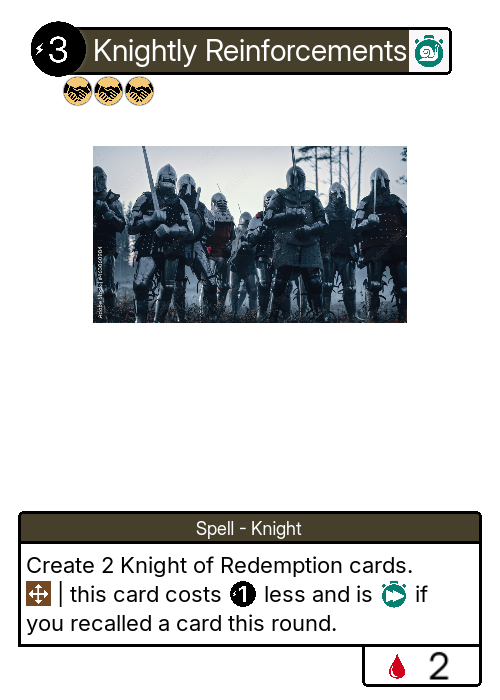 3 Knightly Reinforcements
Spell - Knight
Create 2 Knight of Redemption cards.
| this card costs 1 less and is if
you recalled a card this round.
2